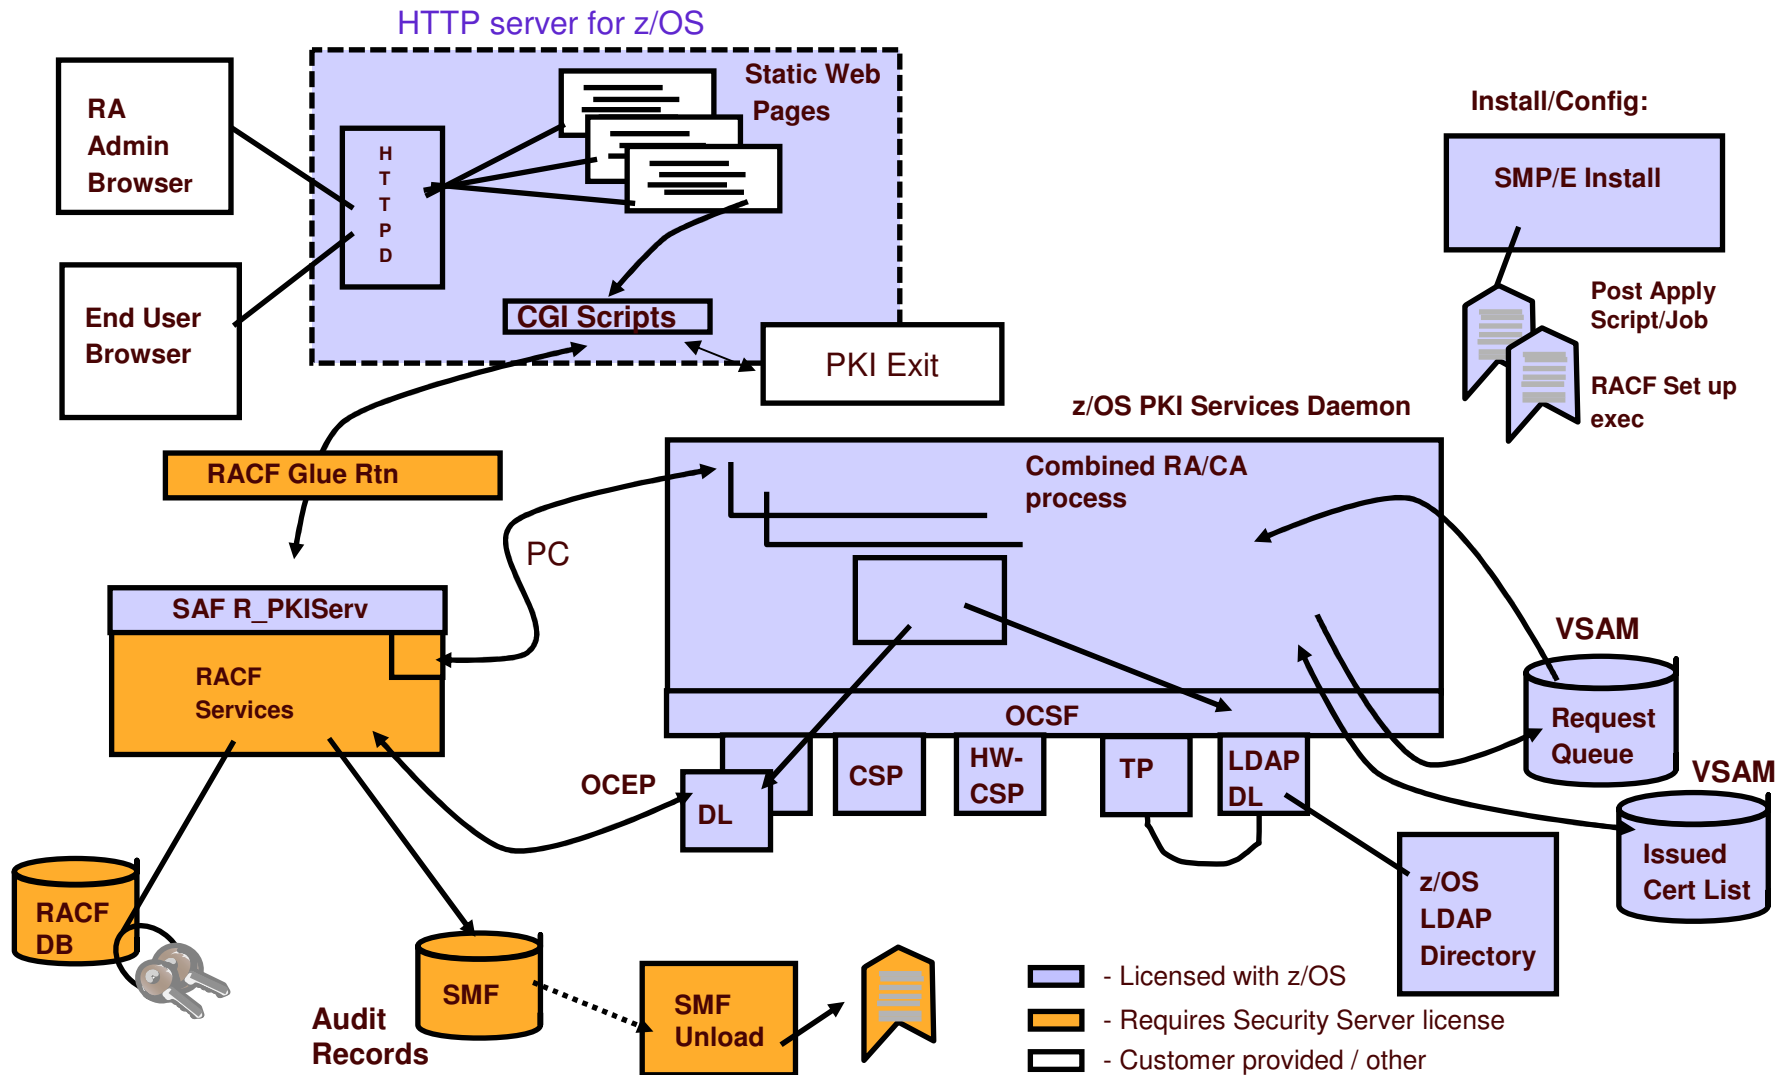 HTTP server for z/OS
RA
Admin
Browser
End User
Browser
H
T
T
P
D
Static Web
Pages
CGI Scripts
PKI Exit
Install/Config:
SMP/E Install
Post Apply
Script/Job
RACF Set up
exec
RACF Glue Rtn
PC
SAF R_PKIServ
RACF
Services
z/OS PKI Services Daemon
Combined RA/CA
process
OCSF
OCEP
DL
CSP
HW-
CSP
TP
LDAP
DL
VSAM
Request
Queue
VSAM
Issued
Cert List
z/OS
LDAP
Directory
RACF
DB
SMF
Audit
Records
SMF
Unload
- Licensed with z/OS
- Requires Security Server license
- Customer provided / other